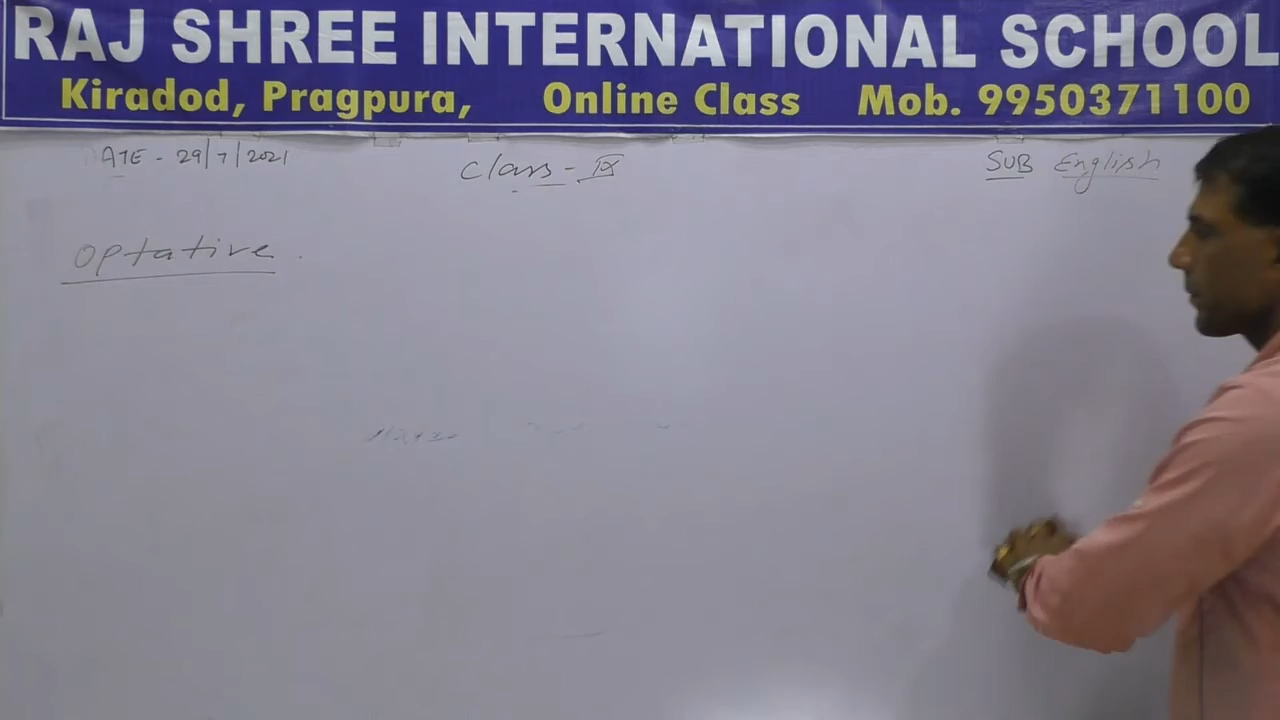 RAJ SHREE INTERNATIONAL SCHOOL
Kiradod, Pragpura, Online Class Mob. 9950371100
ATE - 29/7/2021 Class - IX SUB English
Optative.